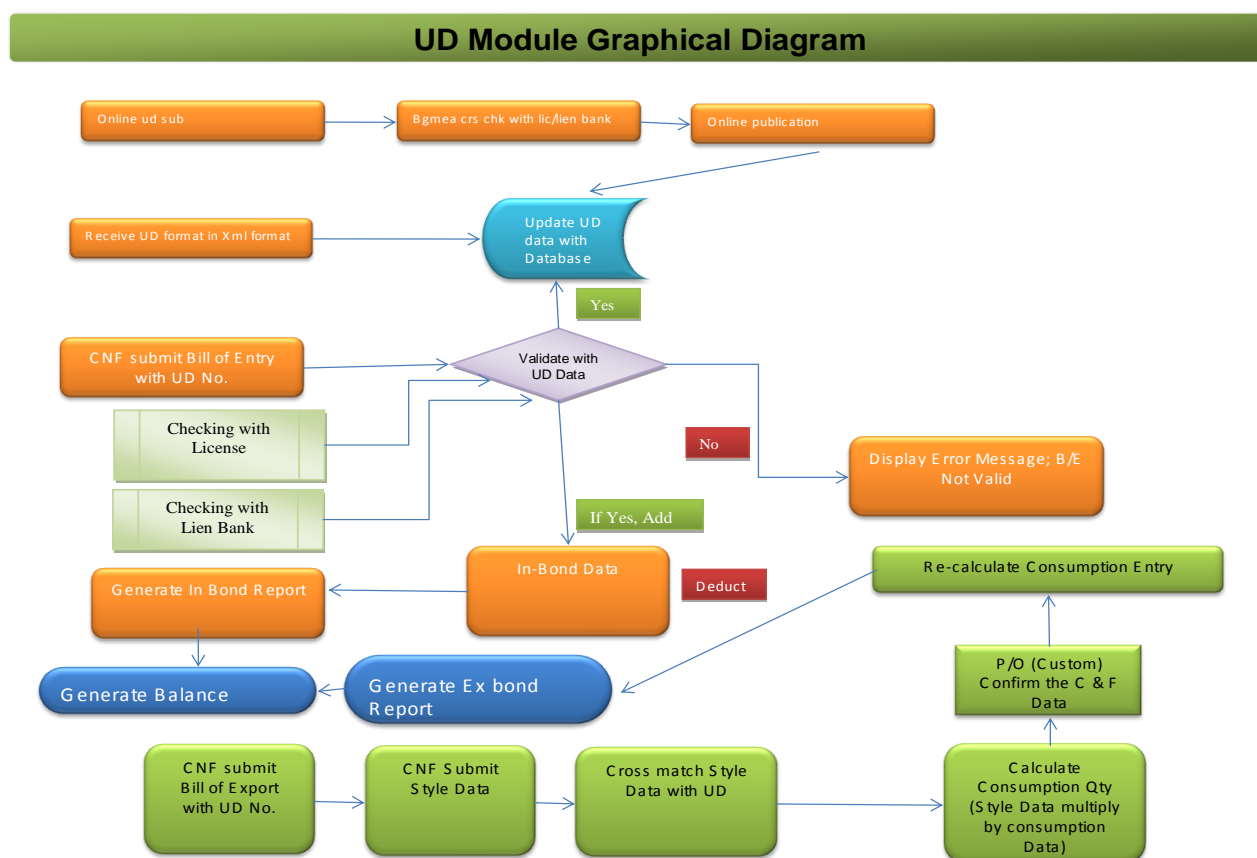 UD Module Graphical Diagram
Online ud sub
Bgmea crs chk with lic/lien bank
Online publication
Update UD
data with
Database
Receive UD format in Xml format
Yes
CNF submit Bill of Entry
with UD No.
Validate with
UD Data
Checking with
License
No
Display Error Message; B/E
Not Valid
Checking with
Lien Bank
If Yes, Add
In-Bond Data
Deduct
Re-calculate Consumption Entry
Generate In Bond Report
P/O (Custom)
Confirm the C & F
Data
Generate Balance
Generate Ex bond
Report
CNF submit
Bill of Export
with UD No.
CNF Submit
Style Data
Cross match Style
Data with UD
Calculate
Consumption Qty
(Style Data multiply
by consumption
Data)